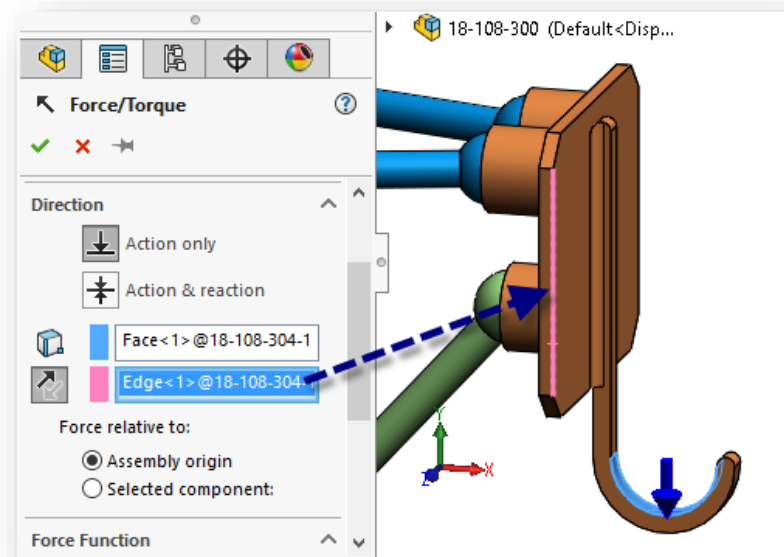 18-108-300 (Default<Disp...
Force/Torque
Direction
Action only
Action & reaction
Face<1>@18-108-304-1
Edge<1>@18-108-304-1
Force relative to:
Assembly origin
Selected component:
Force Function
Y
X
Z